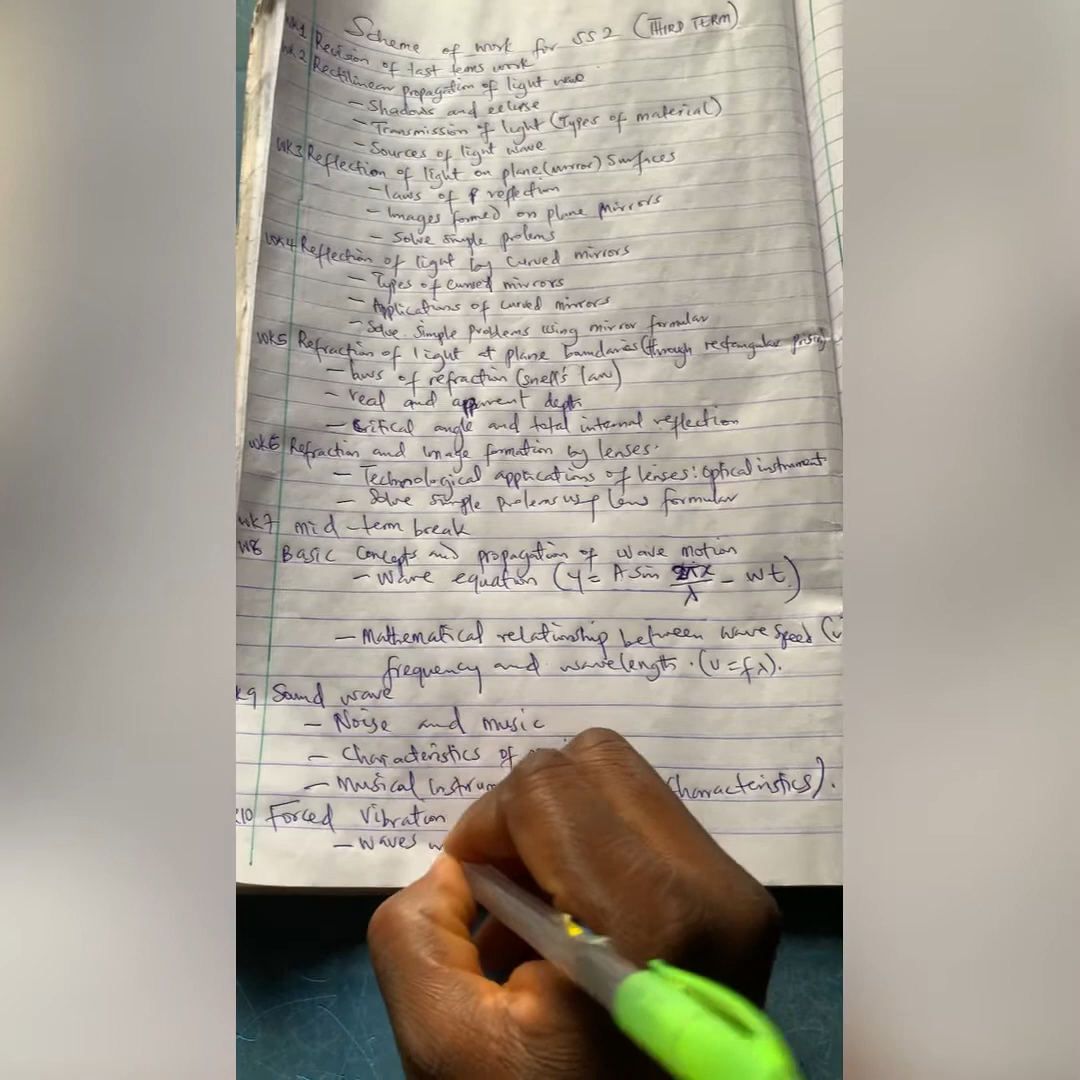 Scheme of work for SS2 (THIRD TERM)
wk1 Revision of last terms work
wk2 Rectilinear propagation of light wave
- Shadows and eclipse
- Transmission of light (Types of material)
- Sources of light wave
wk3 Reflection of light on plane (mirror) surfaces
- laws of reflection
- Images formed on plane mirrors
- Solve simple prolems
wk4 Reflection of light by curved mirrors
- Types of curved mirrors
- Applications of curved mirrors
- Solve simple problems using mirror formular
wk5 Refraction of light at plane boundaries (through rectangular prism)
- laws of refraction (snell's law)
- real and apparent depth
- Critical angle and total internal reflection
wk6 Refraction and image formation by lenses.
- Technological applications of lenses: optical instrument
- Solve simple prolems using lens formular
wk7 mid-term break
w8 Basic concepts and propagation of wave motion
- Wave equation (y = A sin 2πx/λ - wt)
- Mathematical relationship between wave speed (v
frequency and wavelength. (v=fλ).
k9 Sound wave
- Noise and music
- Characteristics of
- Musical instrum characteristics).
10 Forced Vibration
- waves